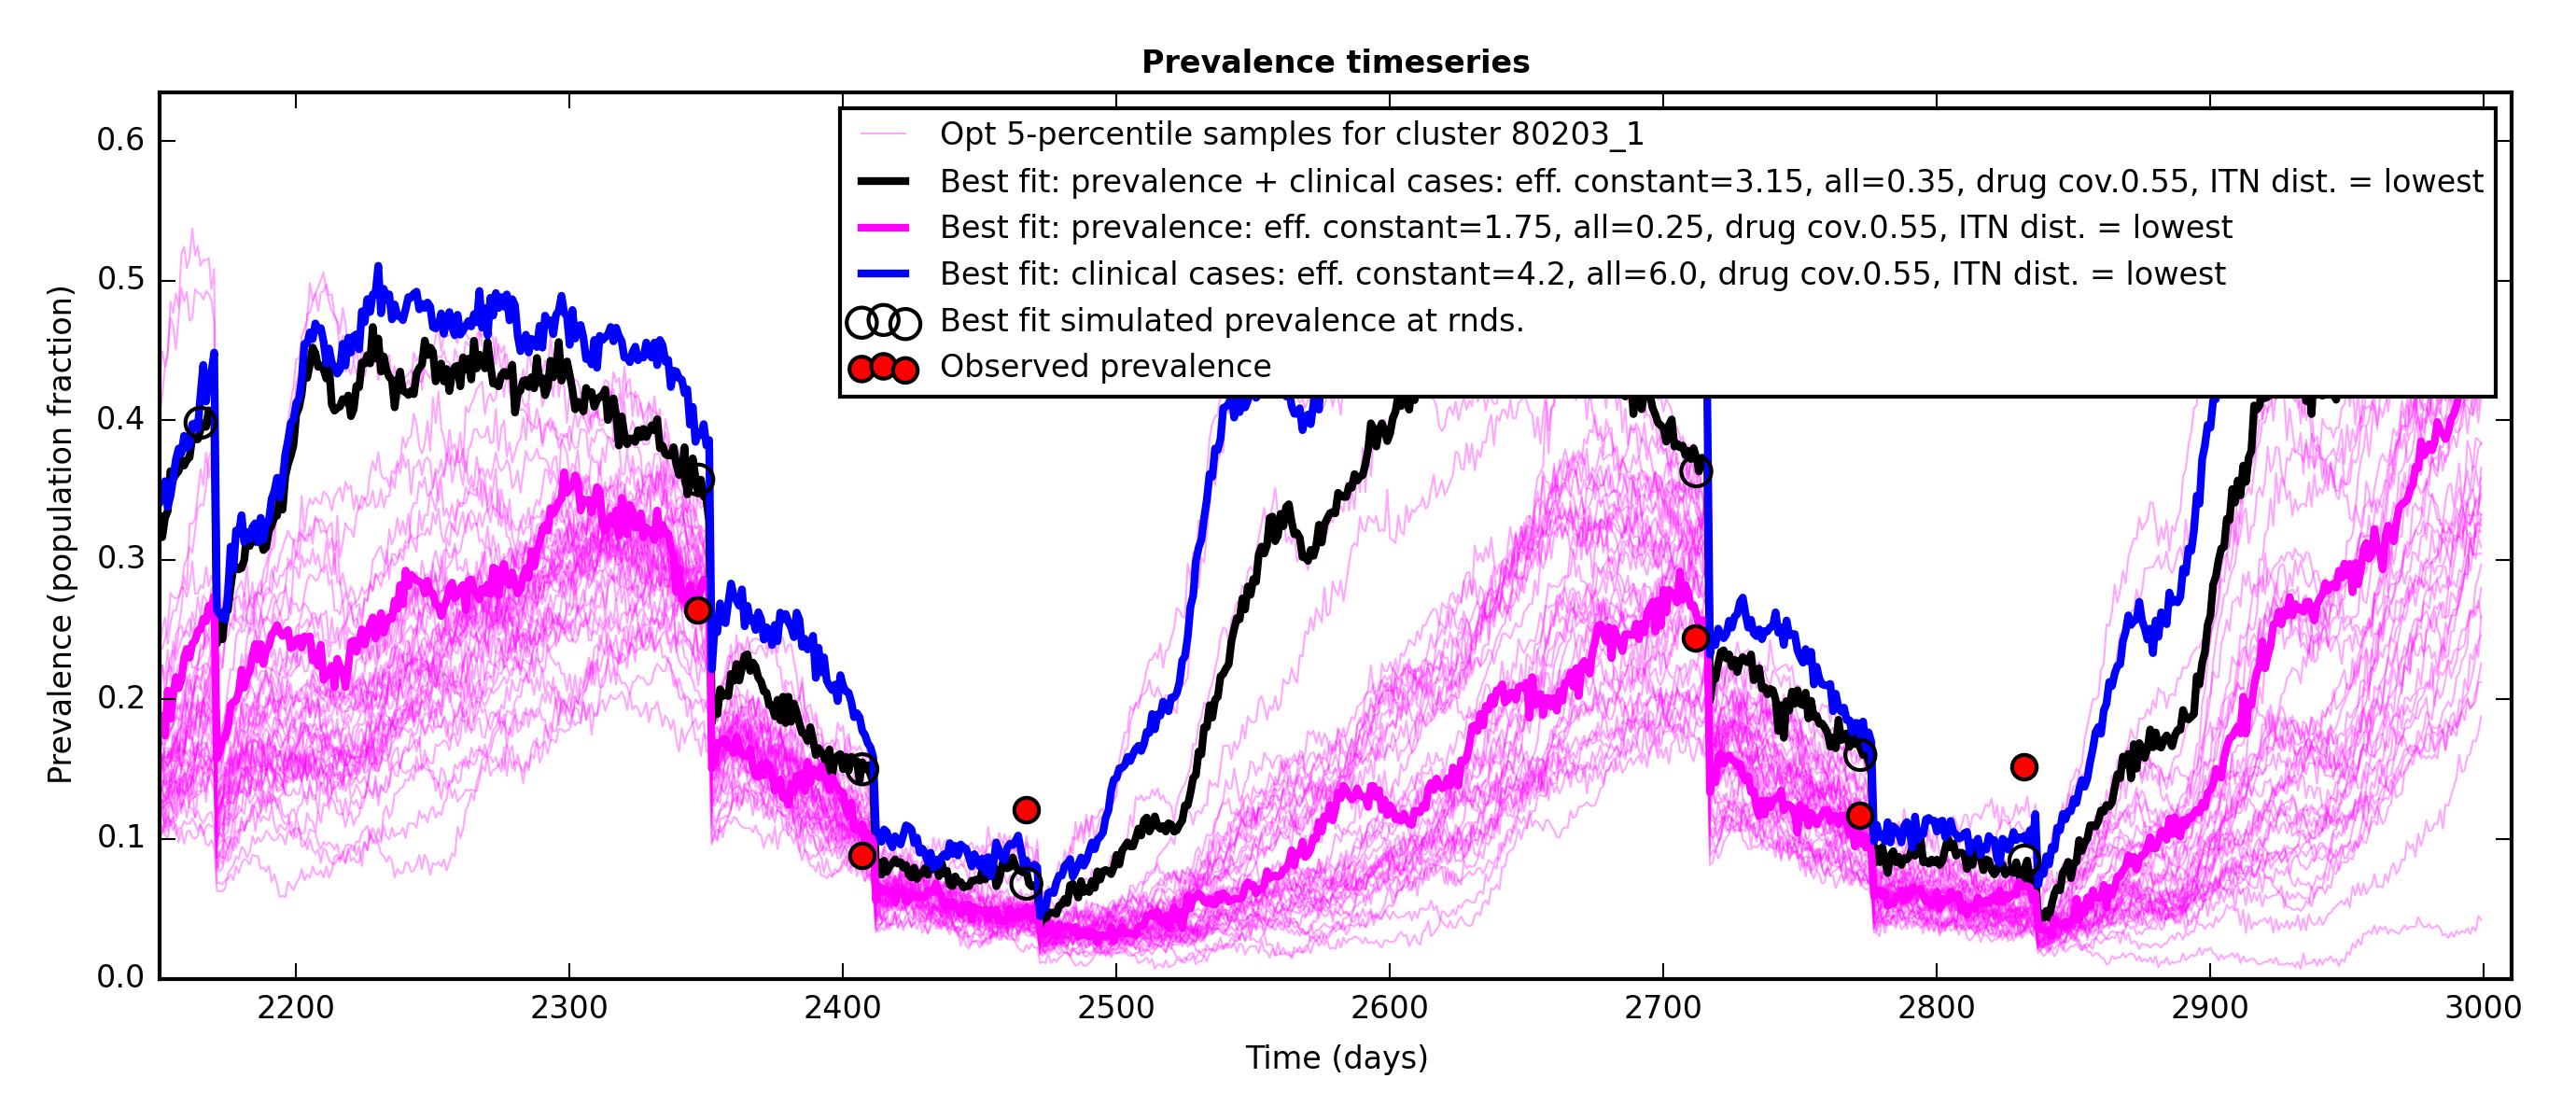 Prevalence timeseries
Opt 5-percentile samples for cluster 80203_1
Best fit: prevalence + clinical cases: eff. constant=3.15, all=0.35, drug cov.0.55, ITN dist. = lowest
Best fit: prevalence: eff. constant=1.75, all=0.25, drug cov.0.55, ITN dist. = lowest
Best fit: clinical cases: eff. constant=4.2, all=6.0, drug cov.0.55, ITN dist. = lowest
Best fit simulated prevalence at rnds.
Observed prevalence
Prevalence (population fraction)
0.6
0.5
0.4
0.3
0.2
0.1
0.0
2200 2300 2400 2500 2600 2700 2800 2900 3000
Time (days)